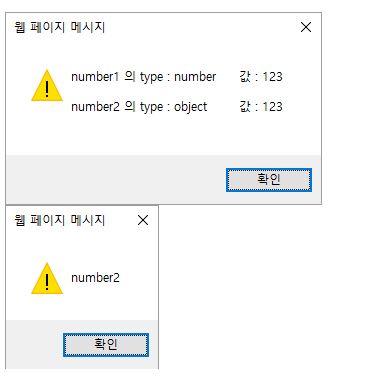 웹 페이지 메시지
number1 의 type : number 값 : 123
number2 의 type : object 값 : 123
확인
웹 페이지 메시지
number2
확인